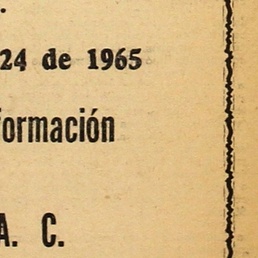 24 de 1965
formación
A. C.